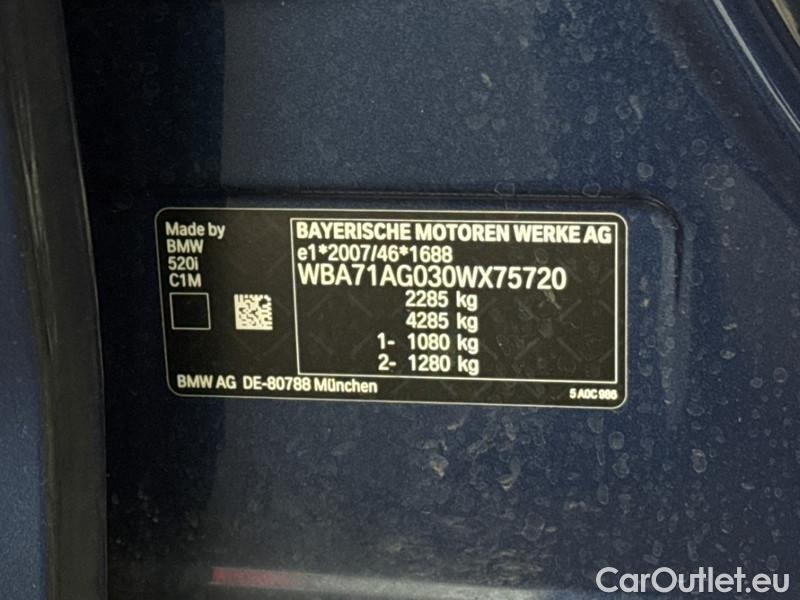 Made by
BMW
520i
C1M
BAYERISCHE MOTOREN WERKE AG
e1*2007/46*1688
WBA71AG030WX75720
2285 kg
4285 kg
1- 1080 kg
2- 1280 kg
BMW AG DE-80788 München
5 A0C 986
CarOutlet.eu